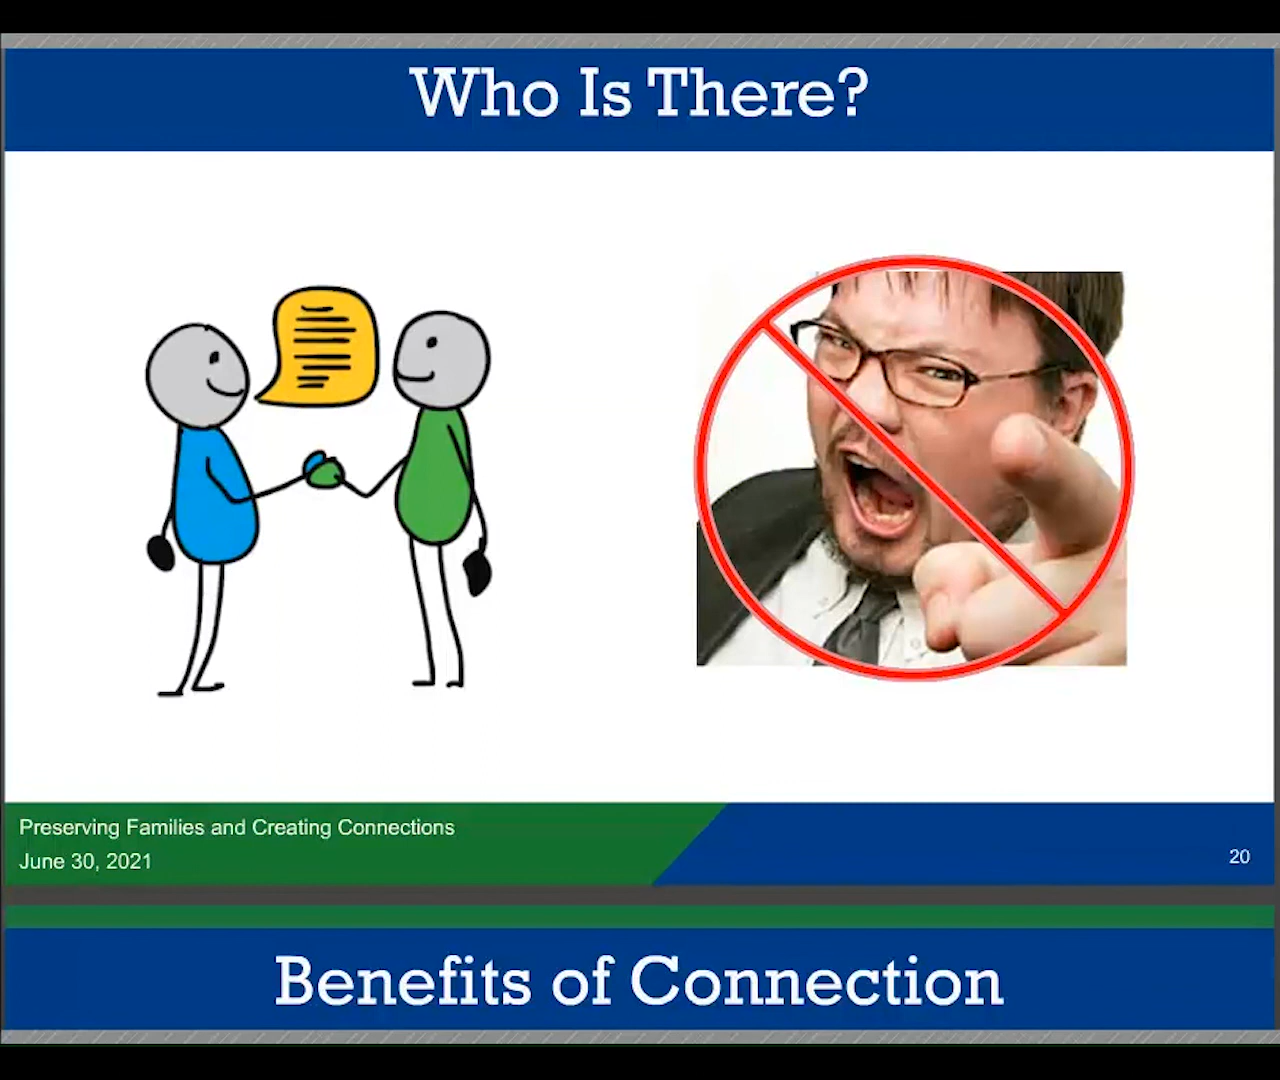 Who Is There?
Preserving Families and Creating Connections
June 30, 2021
20
Benefits of Connection